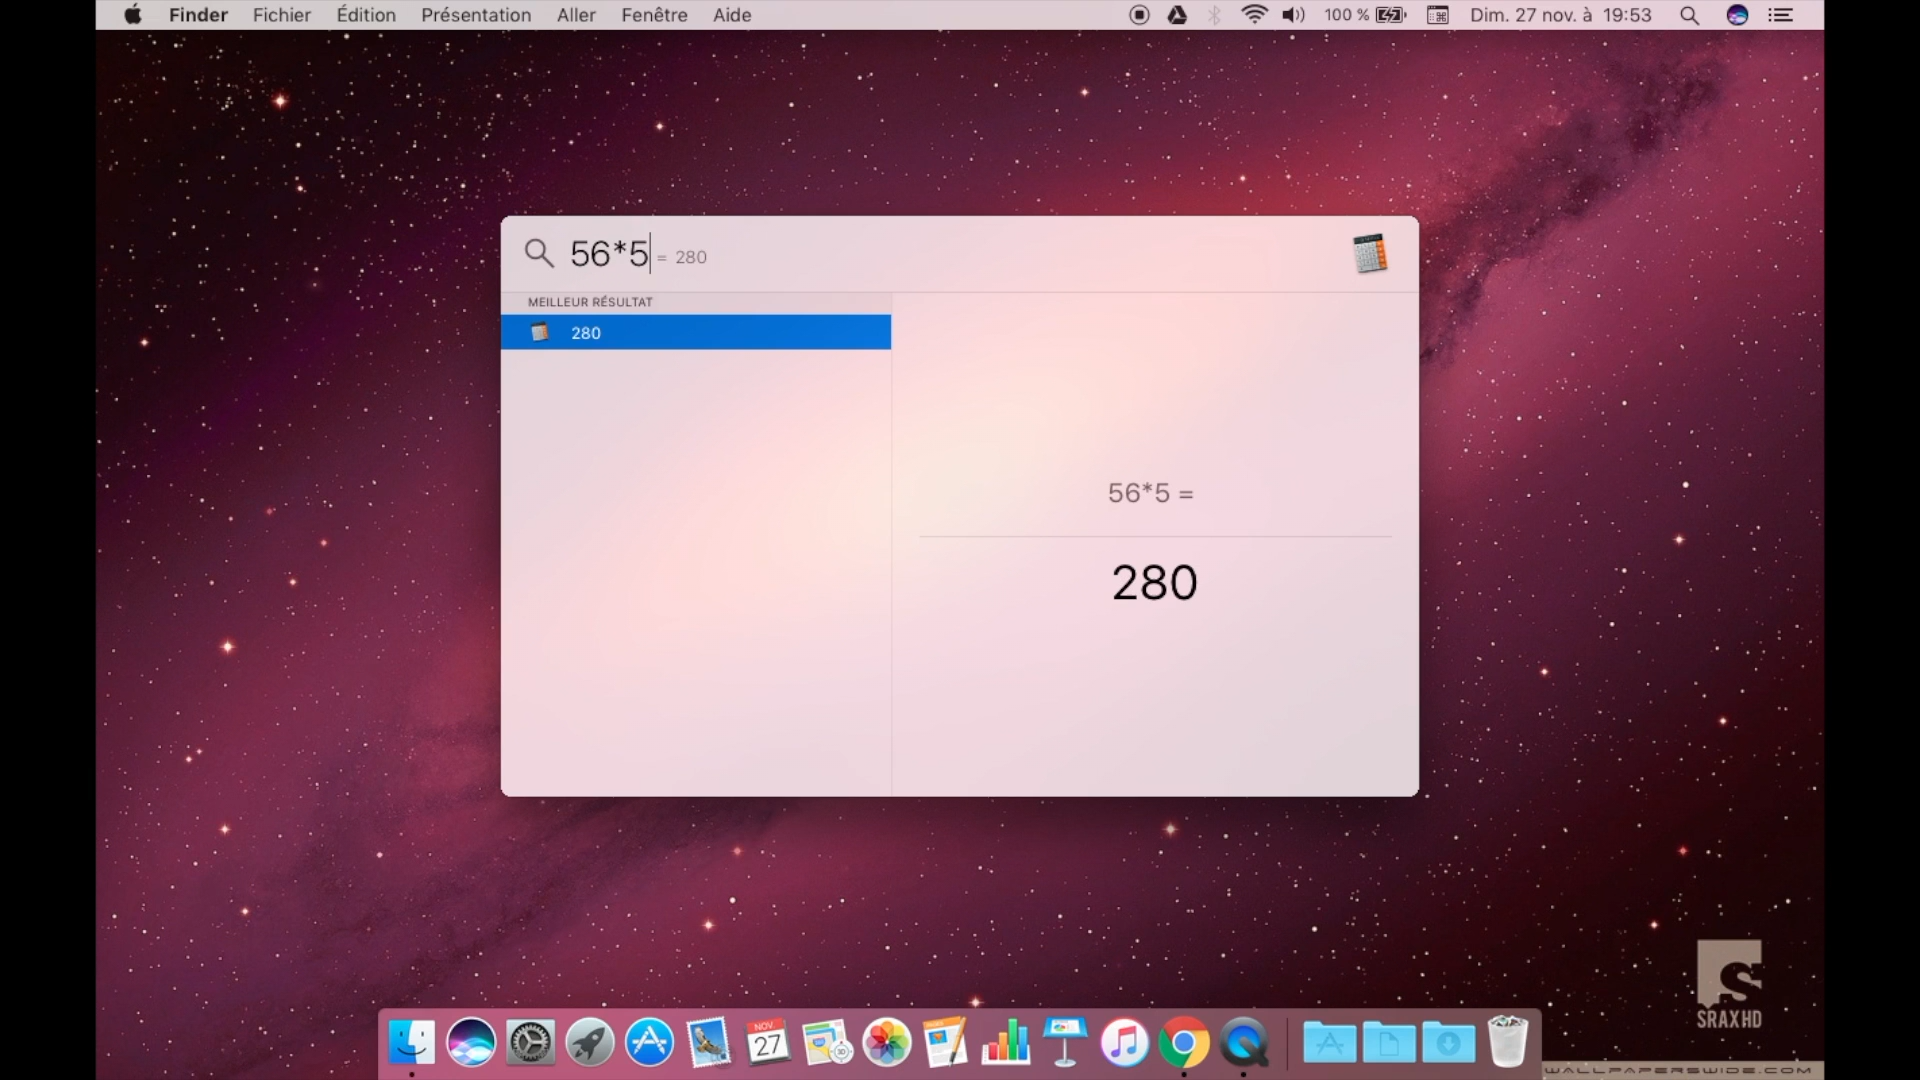 Finder Fichier Édition Présentation Aller Fenêtre Aide 100 % Dim. 27 nov. à 19:53
56*5 = 280
MEILLEUR RÉSULTAT
280
56*5 =
280
SRAXHD
NOV.
27
3D
WALLPAPERSWIDE.COM